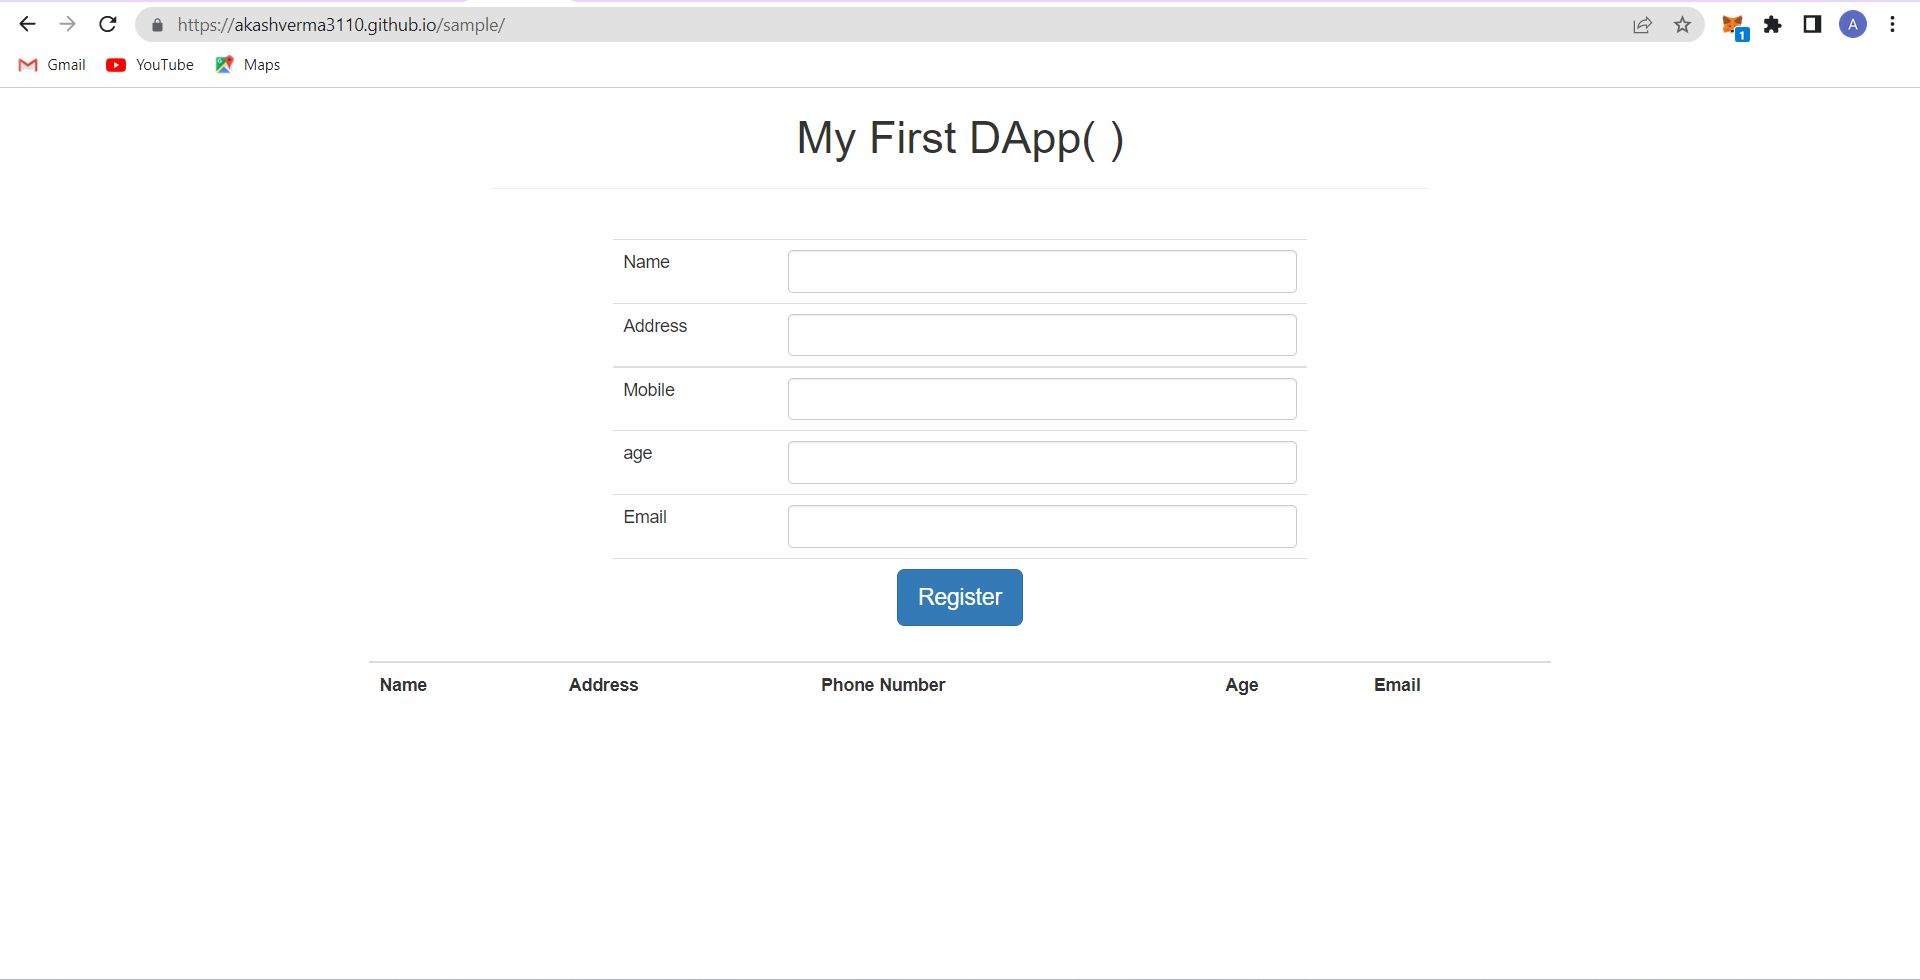 https://akashverma3110.github.io/sample/
1
A
Gmail YouTube Maps
My First DApp( )
Name
Address
Mobile
age
Email
Register
Name Address Phone Number Age Email